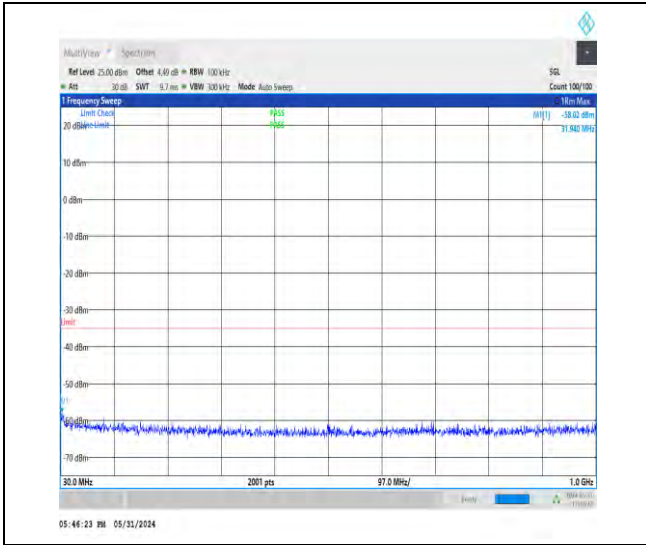 MultiView Spectrum
Ref Level 25.00 dBm Offset 4.49 dB RBW 100 kHz SGL
Att 30 dB SWT 9.7 ms VBW 300 kHz Mode Auto Sweep Count 100/100
1 Frequency Sweep 1Rm Max
Limit Check PASS M1[1] -58.02 dBm
20 dBm Line Limit PASS 31.940 MHz
10 dBm
0 dBm
-10 dBm
-20 dBm
-30 dBm
Limit
-40 dBm
-50 dBm
M1
-60 dBm
-70 dBm
30.0 MHz 2001 pts 97.0 MHz/ 1.0 GHz
05:46:23 PM 05/31/2024